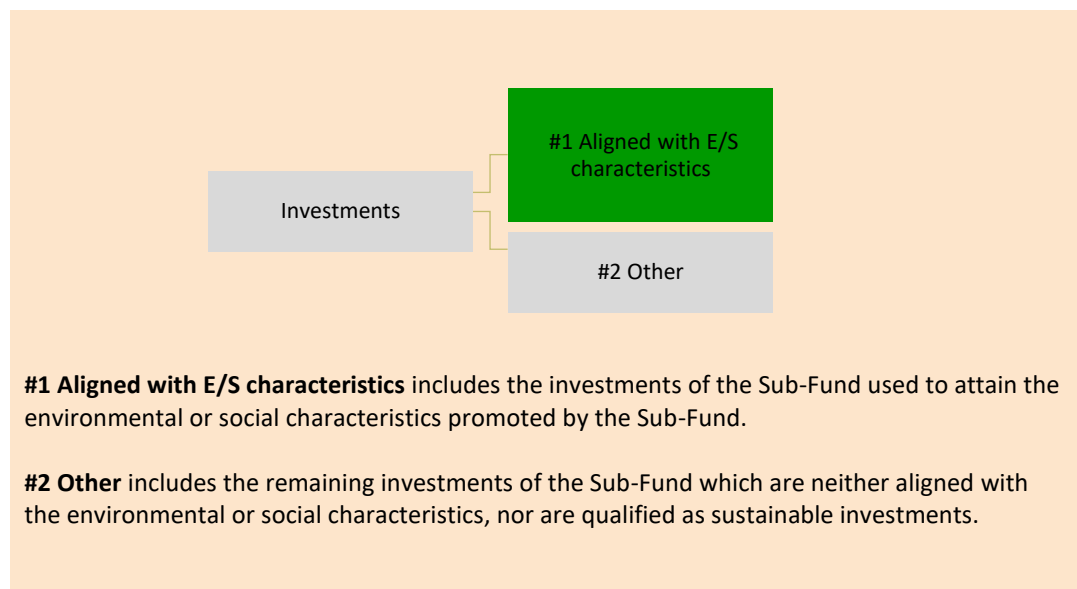 #1 Aligned with E/S
characteristics
Investments
#2 Other
#1 Aligned with E/S characteristics includes the investments of the Sub-Fund used to attain the
environmental or social characteristics promoted by the Sub-Fund.
#2 Other includes the remaining investments of the Sub-Fund which are neither aligned with
the environmental or social characteristics, nor are qualified as sustainable investments.